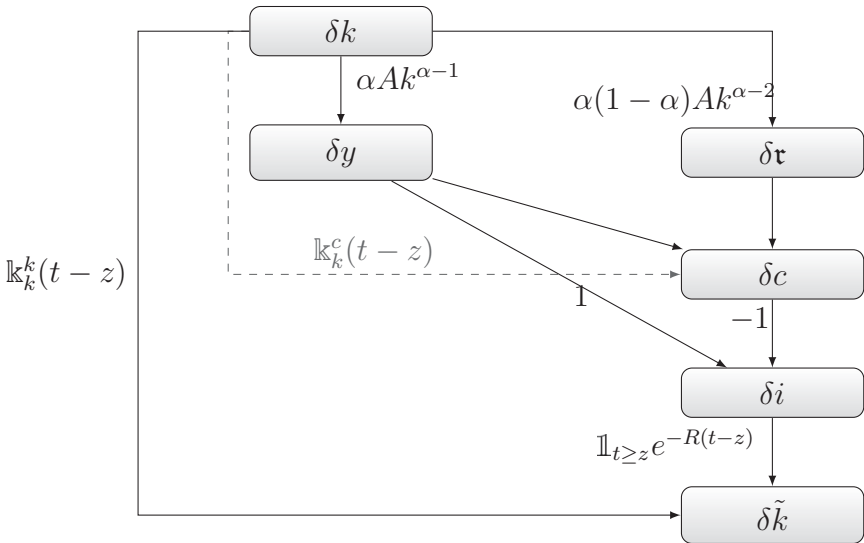 δk
αAk^{α−1}
α(1 − α)Ak^{α−2}
δy
δ𝔯
𝕜_k^c(t − z)
𝕜_k^k(t − z)
δc
1
−1
δi
𝟙_{t≥z}e^{−R(t−z)}
δk̃